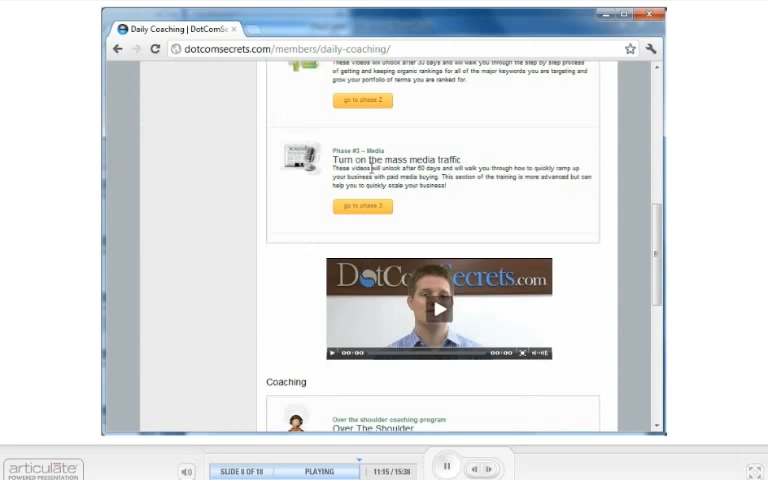 Daily Coaching | DotComSe
dotcomsecrets.com/members/daily-coaching/
These videos will unlock after 30 days and will walk you through the step by step process
of getting and keeping organic rankings for all of the major keywords you are targeting and
grow your portfolio of terms you are ranked for.
go to phase 2
Phase #3 – Media
Turn on the mass media traffic
These videos will unlock after 60 days and will walk you through how to quickly ramp up
your business with paid media buying. This section of the training is more advanced but can
help you to quickly scale your business!
go to phase 3
DotCo Secrets.com
00:00 00:00
Coaching
Over the shoulder coaching program
Over The Shoulder
articulate
POWERED PRESENTATION
SLIDE 8 OF 18 PLAYING 11:15 / 15:38